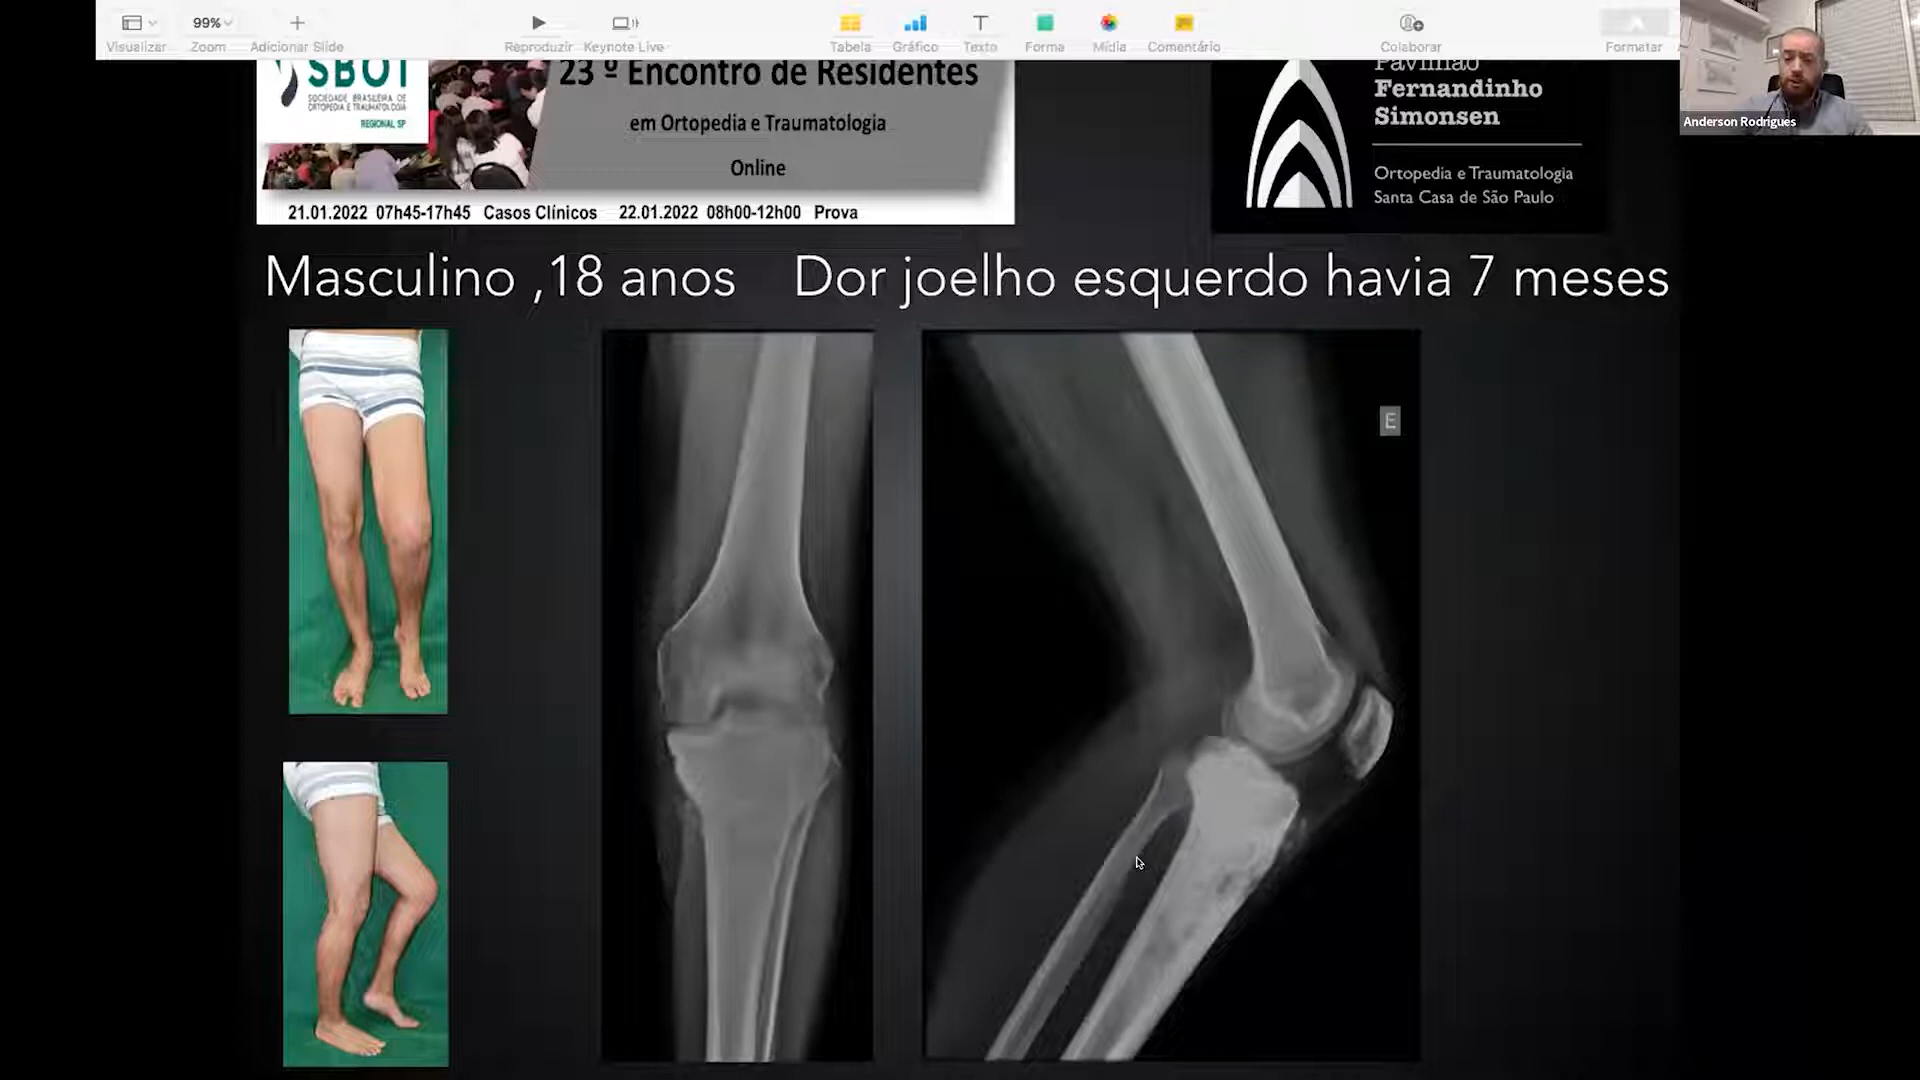 99%
Visualizar Zoom Adicionar Slide Reproduzir Keynote Live Tabela Gráfico Texto Forma Mídia Comentário Colaborar Formatar
SBOT
SOCIEDADE BRASILEIRA DE
ORTOPEDIA E TRAUMATOLOGIA
REGIONAL SP
23 º Encontro de Residentes
em Ortopedia e Traumatologia
Online
21.01.2022 07h45-17h45 Casos Clínicos 22.01.2022 08h00-12h00 Prova
Pavilhão
Fernandinho
Simonsen
Ortopedia e Traumatologia
Santa Casa de São Paulo
Anderson Rodrigues
Masculino ,18 anos Dor joelho esquerdo havia 7 meses
E